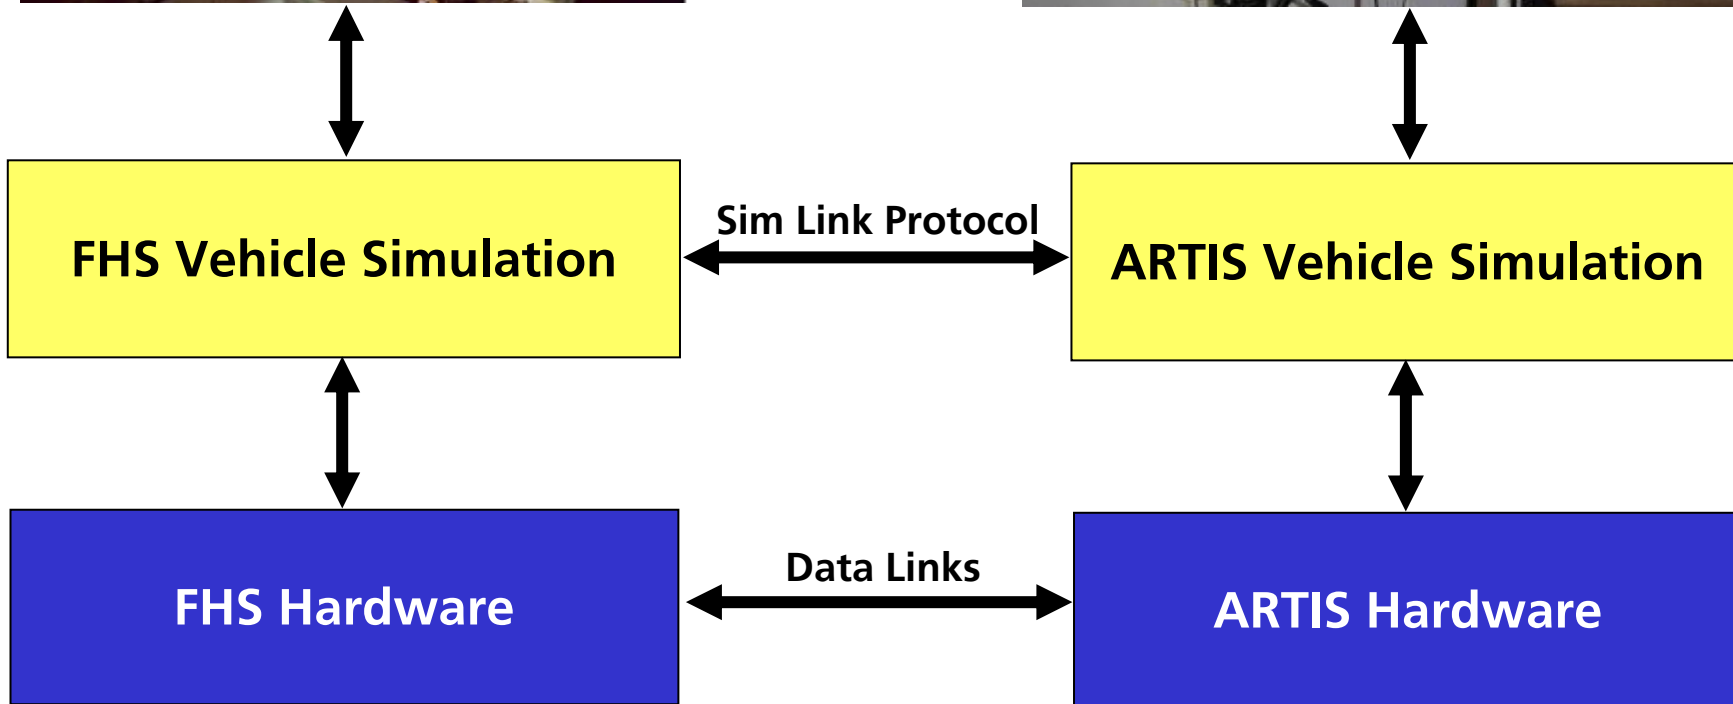 Sim Link Protocol
FHS Vehicle Simulation
ARTIS Vehicle Simulation
Data Links
FHS Hardware
ARTIS Hardware